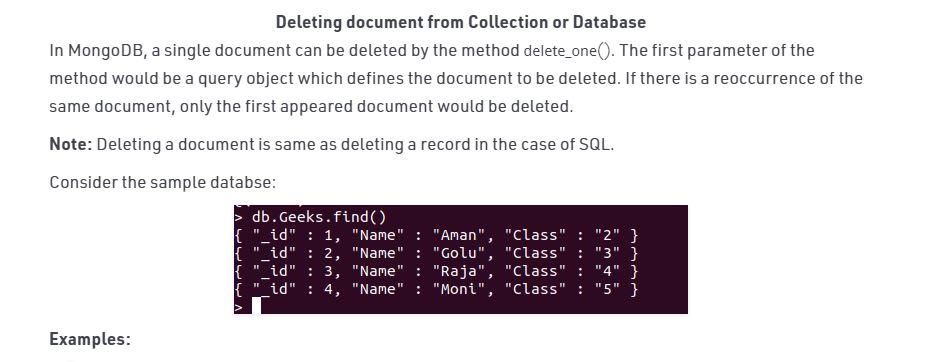 Deleting document from Collection or Database
In MongoDB, a single document can be deleted by the method delete_one(). The first parameter of the
method would be a query object which defines the document to be deleted. If there is a reoccurrence of the
same document, only the first appeared document would be deleted.
Note: Deleting a document is same as deleting a record in the case of SQL.
Consider the sample databse:
> db.Geeks.find()
{ "_id" : 1, "Name" : "Aman", "Class" : "2" }
{ "_id" : 2, "Name" : "Golu", "Class" : "3" }
{ "_id" : 3, "Name" : "Raja", "Class" : "4" }
{ "_id" : 4, "Name" : "Moni", "Class" : "5" }
>
Examples: